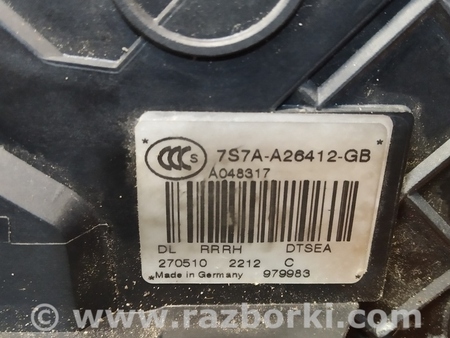 CCC S 7S7A-A26412-GB
A048317
DL RRRH DTSEA
270510 2212 C
Made in Germany 979983
© www.razborki.com